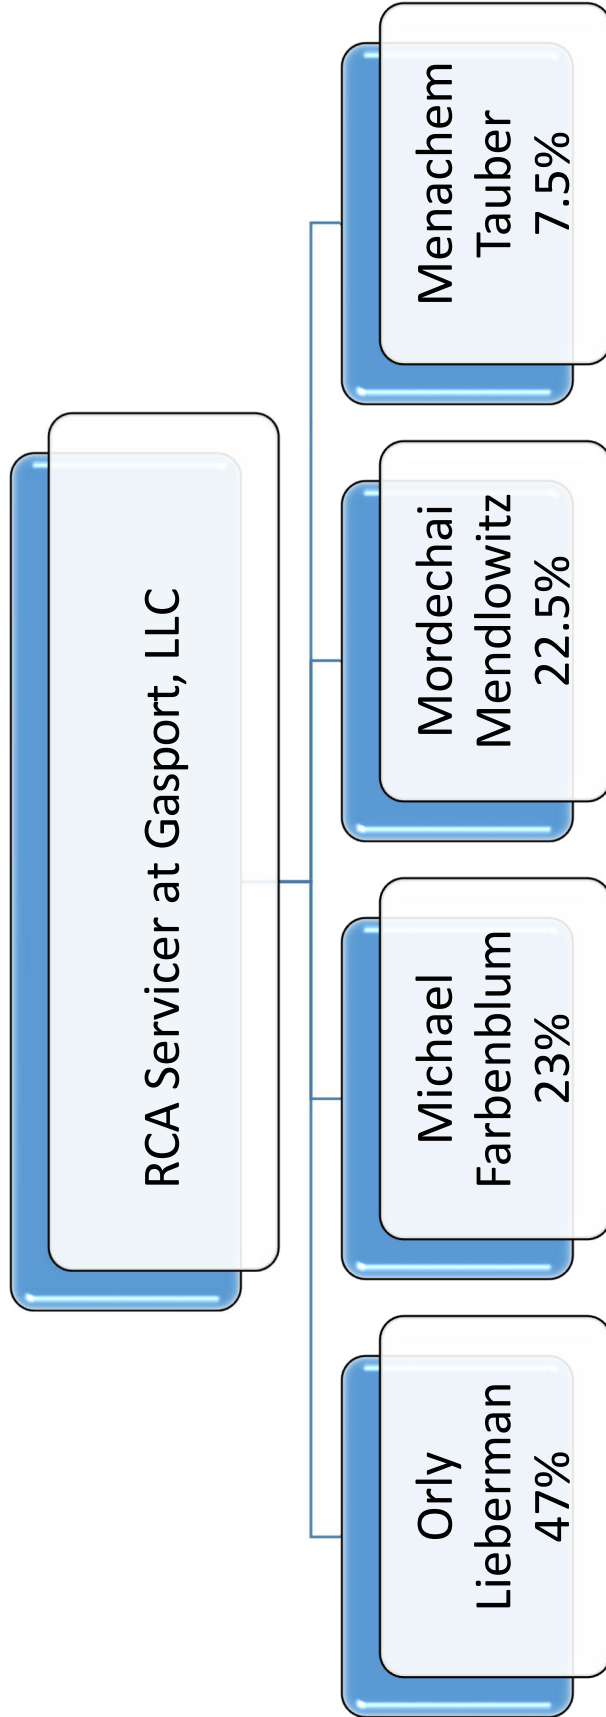 RCA Servicer at Gasport, LLC
Orly
Lieberman
47%
Michael
Farbenblum
23%
Mordechai
Mendlowitz
22.5%
Menachem
Tauber
7.5%